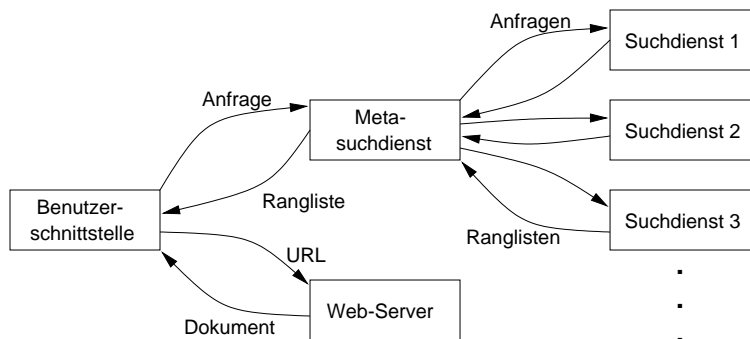 Anfragen
Suchdienst 1
Anfrage
Meta-
suchdienst
Suchdienst 2
Benutzer-
schnittstelle
Rangliste
Ranglisten
Suchdienst 3
URL
Dokument
Web-Server